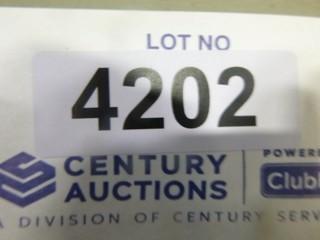 LOT NO
4202
CENTURY
AUCTIONS
POWERE
Club
A DIVISION OF CENTURY SERV